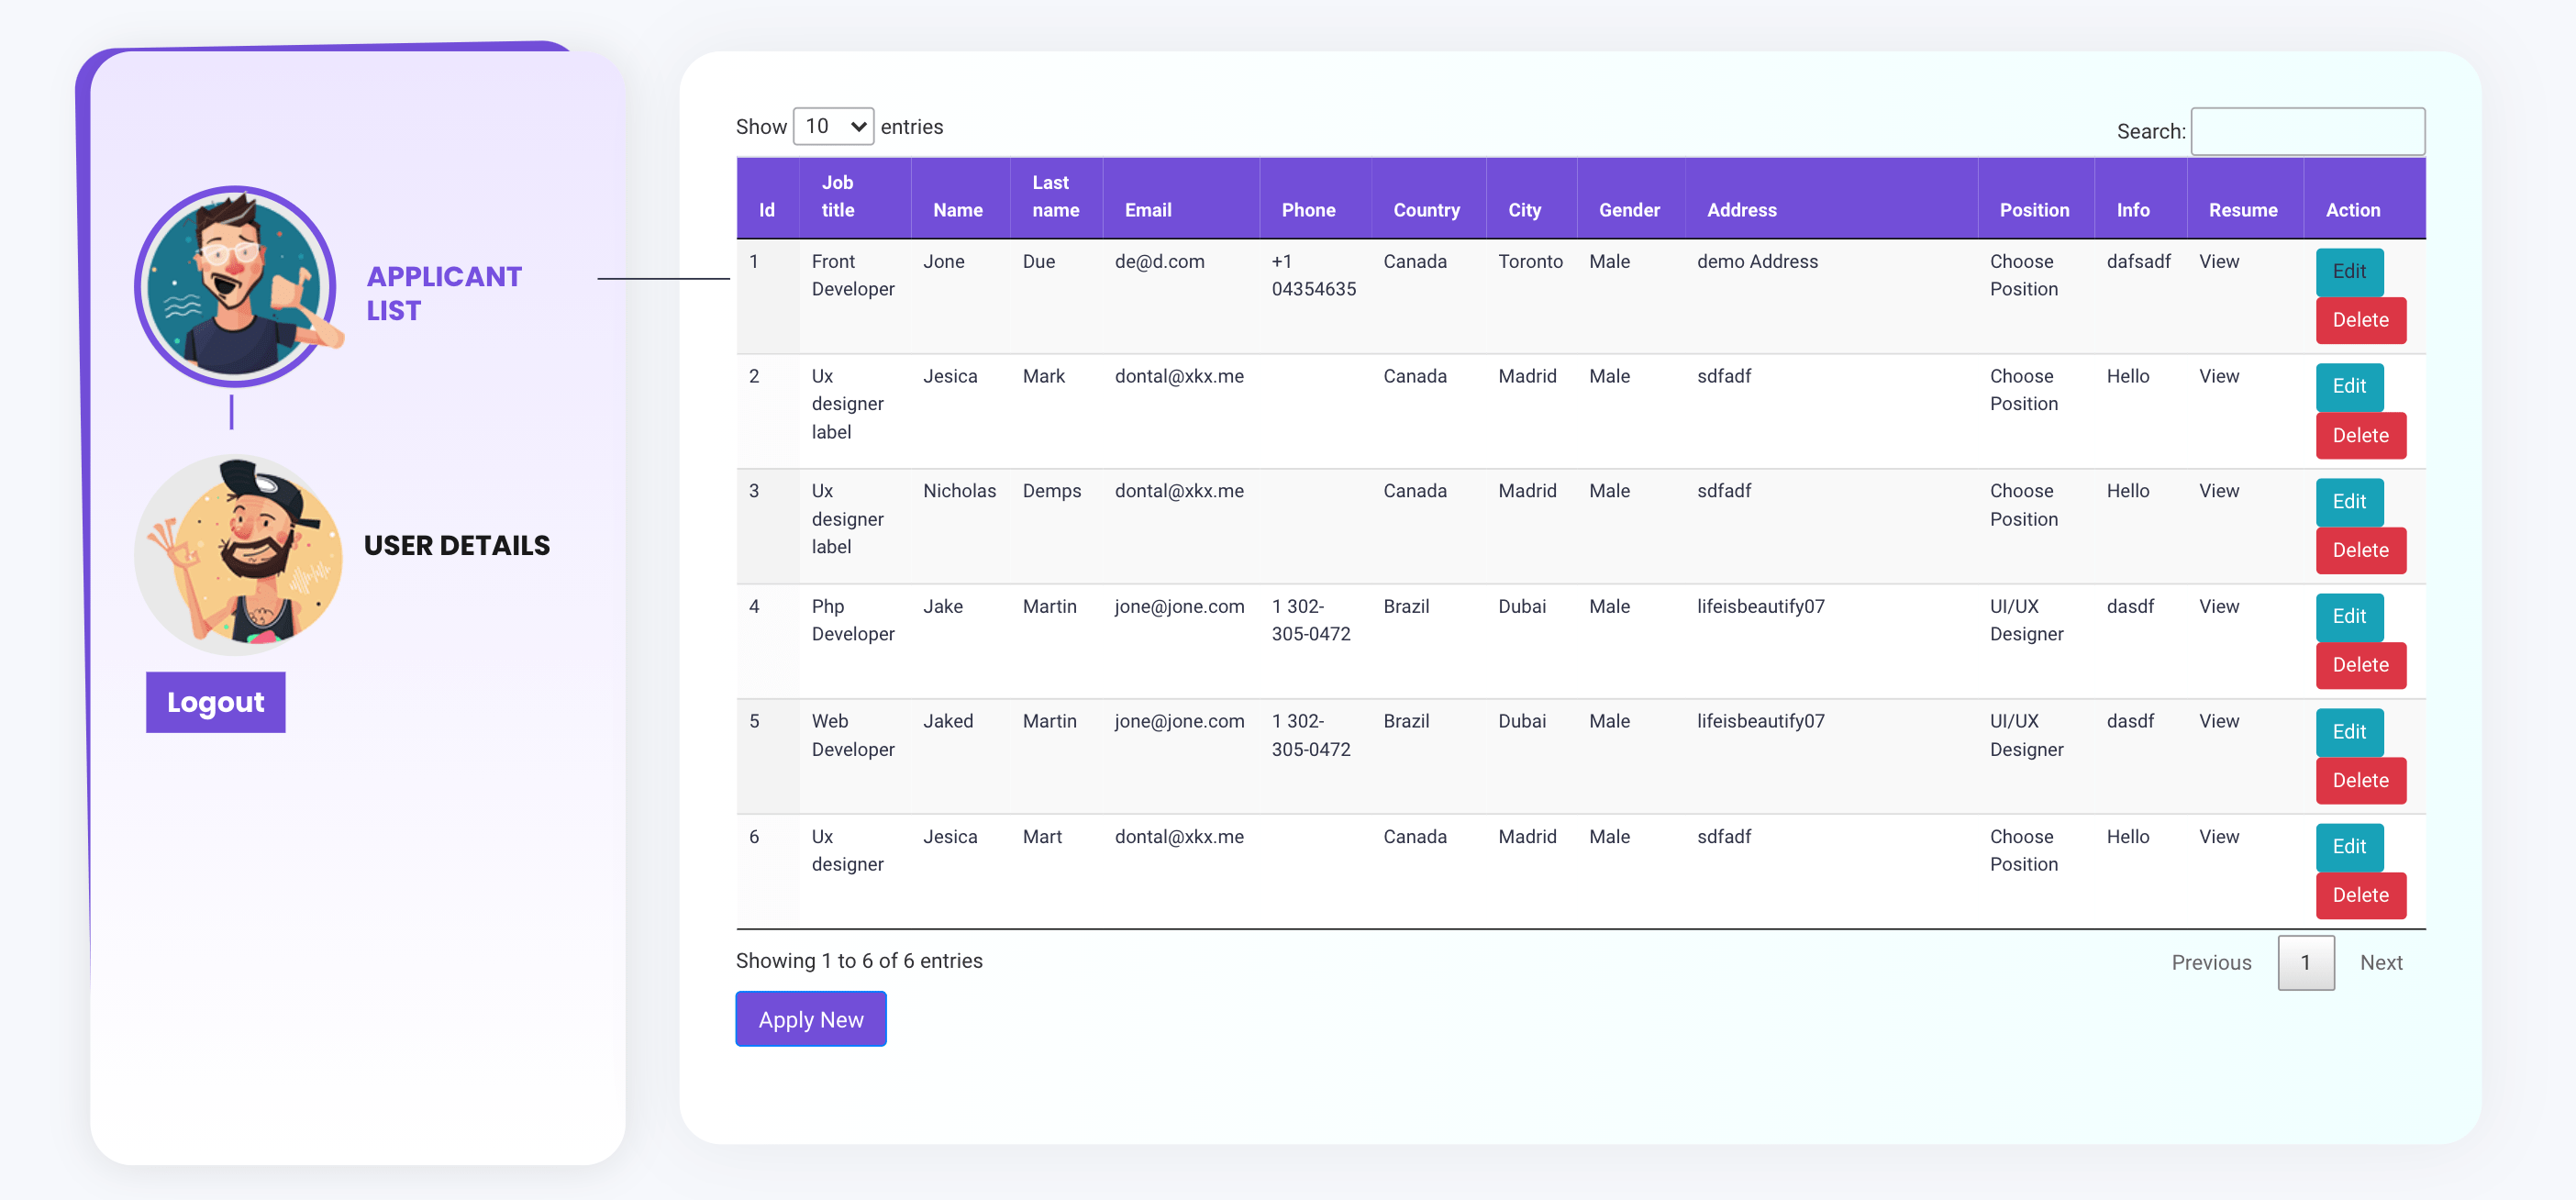 APPLICANT
LIST
USER DETAILS
Logout
Show 10 entries
Search:
Id Job title Name Last name Email Phone Country City Gender Address Position Info Resume Action
1 Front Developer Jone Due de@d.com +1 04354635 Canada Toronto Male demo Address Choose Position dafsadf View Edit Delete
2 Ux designer label Jesica Mark dontal@xkx.me Canada Madrid Male sdfadf Choose Position Hello View Edit Delete
3 Ux designer label Nicholas Demps dontal@xkx.me Canada Madrid Male sdfadf Choose Position Hello View Edit Delete
4 Php Developer Jake Martin jone@jone.com 1 302-305-0472 Brazil Dubai Male lifeisbeautify07 UI/UX Designer dasdf View Edit Delete
5 Web Developer Jaked Martin jone@jone.com 1 302-305-0472 Brazil Dubai Male lifeisbeautify07 UI/UX Designer dasdf View Edit Delete
6 Ux designer Jesica Mart dontal@xkx.me Canada Madrid Male sdfadf Choose Position Hello View Edit Delete
Showing 1 to 6 of 6 entries
Previous 1 Next
Apply New